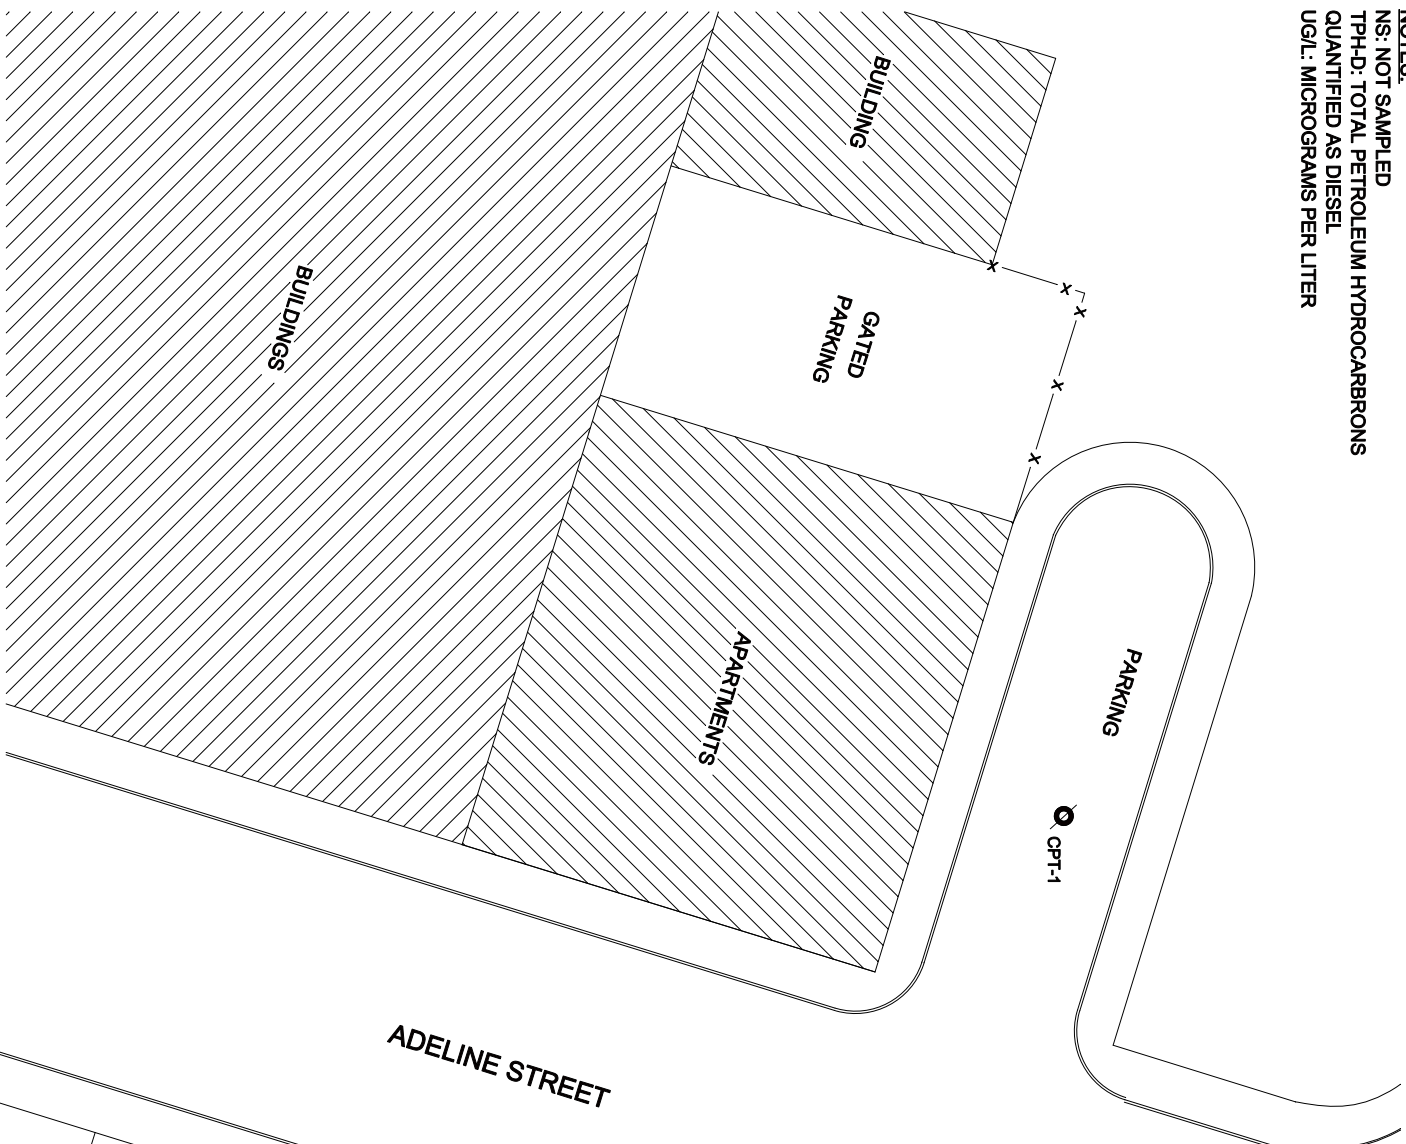 NOTES:
NS: NOT SAMPLED
TPH-D: TOTAL PETROLEUM HYDROCARBRONS
QUANTIFIED AS DIESEL
UG/L: MICROGRAMS PER LITER
BUILDING
GATED
PARKING
BUILDINGS
APARTMENTS
PARKING
CPT-1
ADELINE STREET